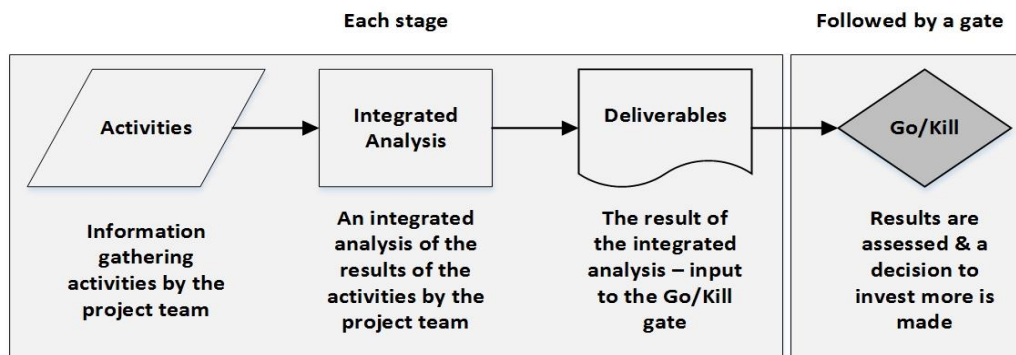 Each stage
Followed by a gate
Activities
Integrated
Analysis
Deliverables
Go/Kill
Information
gathering
activities by the
project team
An integrated
analysis of the
results of the
activities by the
project team
The result of
the integrated
analysis – input
to the Go/Kill
gate
Results are
assessed & a
decision to
invest more is
made